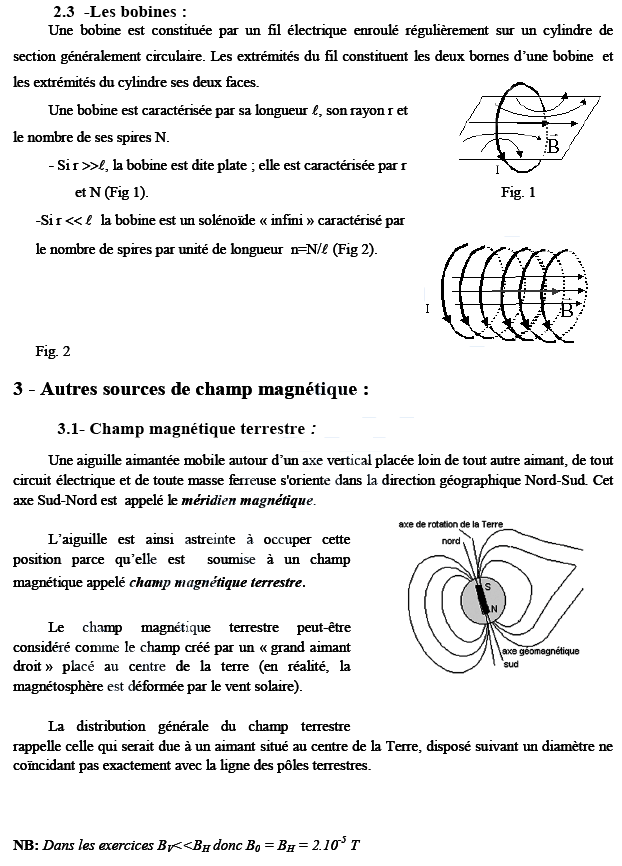 2.3 -Les bobines :
Une bobine est constituée par un fil électrique enroulé régulièrement sur un cylindre de
section généralement circulaire. Les extrémités du fil constituent les deux bornes d'une bobine et
les extrémités du cylindre ses deux faces.
Une bobine est caractérisée par sa longueur ℓ, son rayon r et
le nombre de ses spires N.
- Si r >>ℓ, la bobine est dite plate ; elle est caractérisée par r
et N (Fig 1).
B
I
Fig. 1
-Si r << ℓ la bobine est un solénoïde « infini » caractérisé par
le nombre de spires par unité de longueur n=N/ℓ (Fig 2).
I
B
Fig. 2
3 - Autres sources de champ magnétique :
3.1- Champ magnétique terrestre :
Une aiguille aimantée mobile autour d'un axe vertical placée loin de tout autre aimant, de tout
circuit électrique et de toute masse ferreuse s'oriente dans la direction géographique Nord-Sud. Cet
axe Sud-Nord est appelé le méridien magnétique.
L'aiguille est ainsi astreinte à occuper cette
position parce qu'elle est soumise à un champ
magnétique appelé champ magnétique terrestre.
Le champ magnétique terrestre peut-être
considéré comme le champ créé par un « grand aimant
droit » placé au centre de la terre (en réalité, la
magnétosphère est déformée par le vent solaire).
axe de rotation de la Terre
nord
S
N
axe géomagnétique
sud
La distribution générale du champ terrestre
rappelle celle qui serait due à un aimant situé au centre de la Terre, disposé suivant un diamètre ne
coïncidant pas exactement avec la ligne des pôles terrestres.
NB: Dans les exercices BV<<BH donc B0 = BH = 2.10-5 T